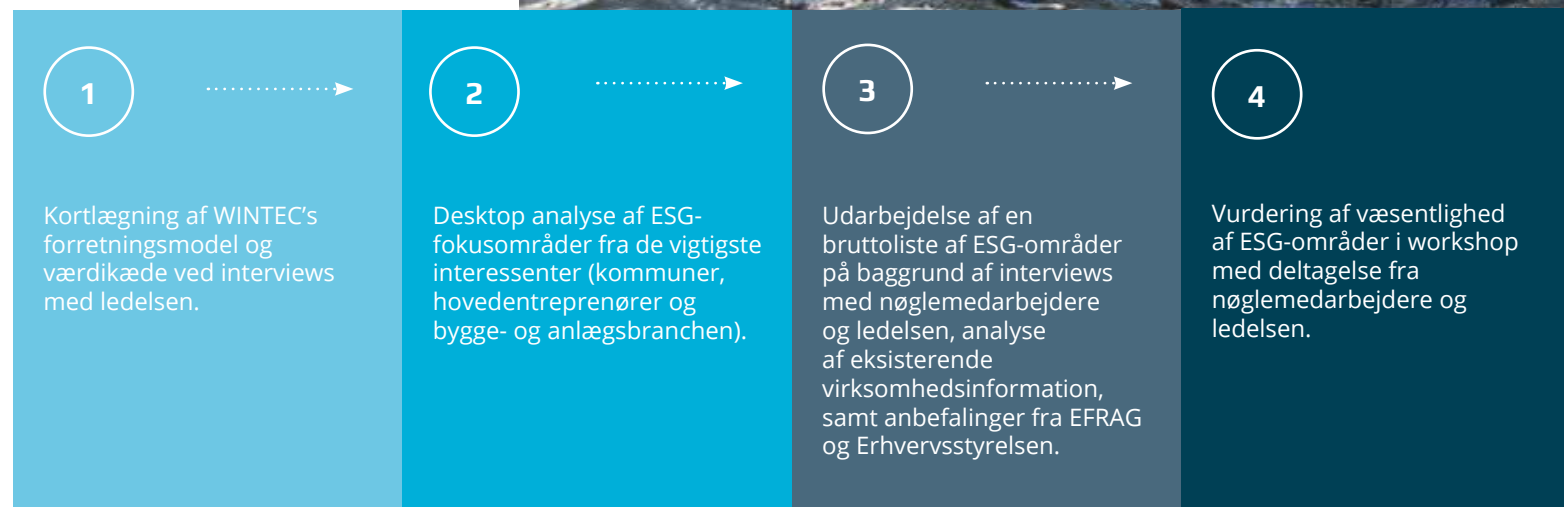 1
Kortlægning af WINTEC’s
forretningsmodel og
værdikæde ved interviews
med ledelsen.
2
Desktop analyse af ESG-
fokusområder fra de vigtigste
interessenter (kommuner,
hovedentreprenører og
bygge- og anlægsbranchen).
3
Udarbejdelse af en
bruttoliste af ESG-områder
på baggrund af interviews
med nøglemedarbejdere
og ledelsen, analyse
af eksisterende
virksomhedsinformation,
samt anbefalinger fra EFRAG
og Erhvervsstyrelsen.
4
Vurdering af væsentlighed
af ESG-områder i workshop
med deltagelse fra
nøglemedarbejdere og
ledelsen.